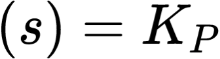 (s) = K_P